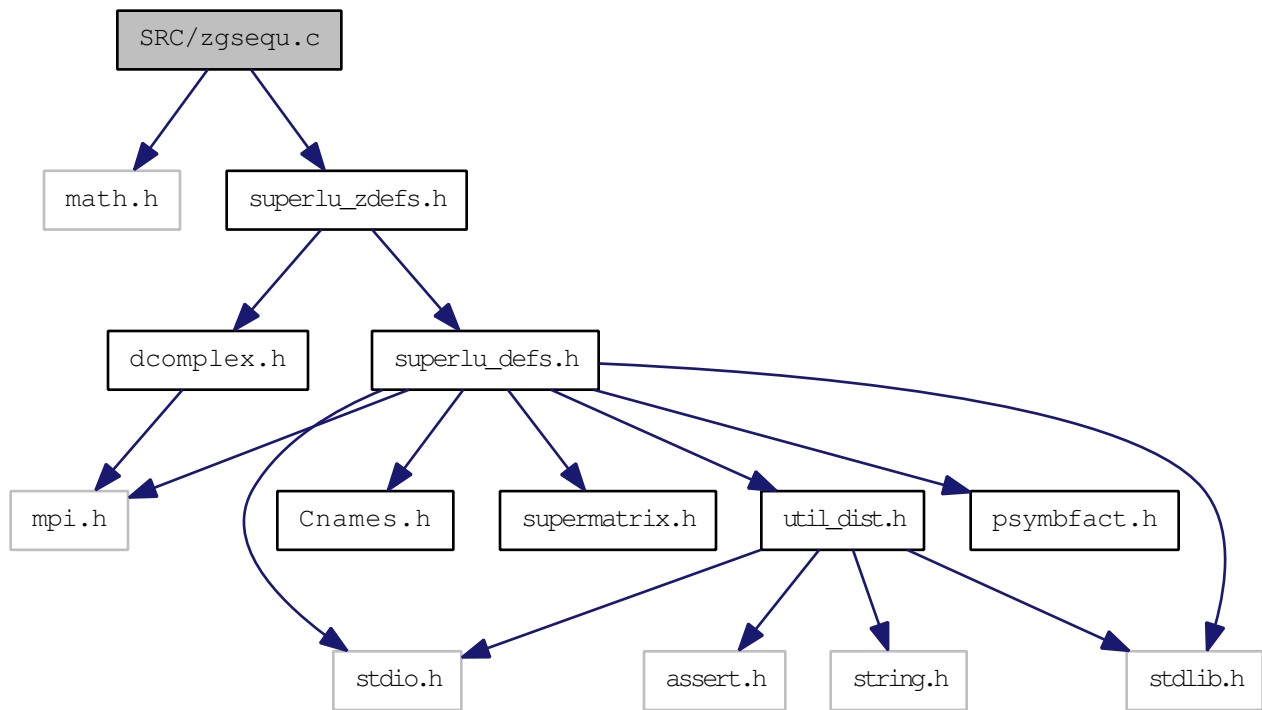 SRC/zgsequ.c
math.h
superlu_zdefs.h
dcomplex.h
superlu_defs.h
mpi.h
Cnames.h
supermatrix.h
util_dist.h
psymbfact.h
stdio.h
assert.h
string.h
stdlib.h